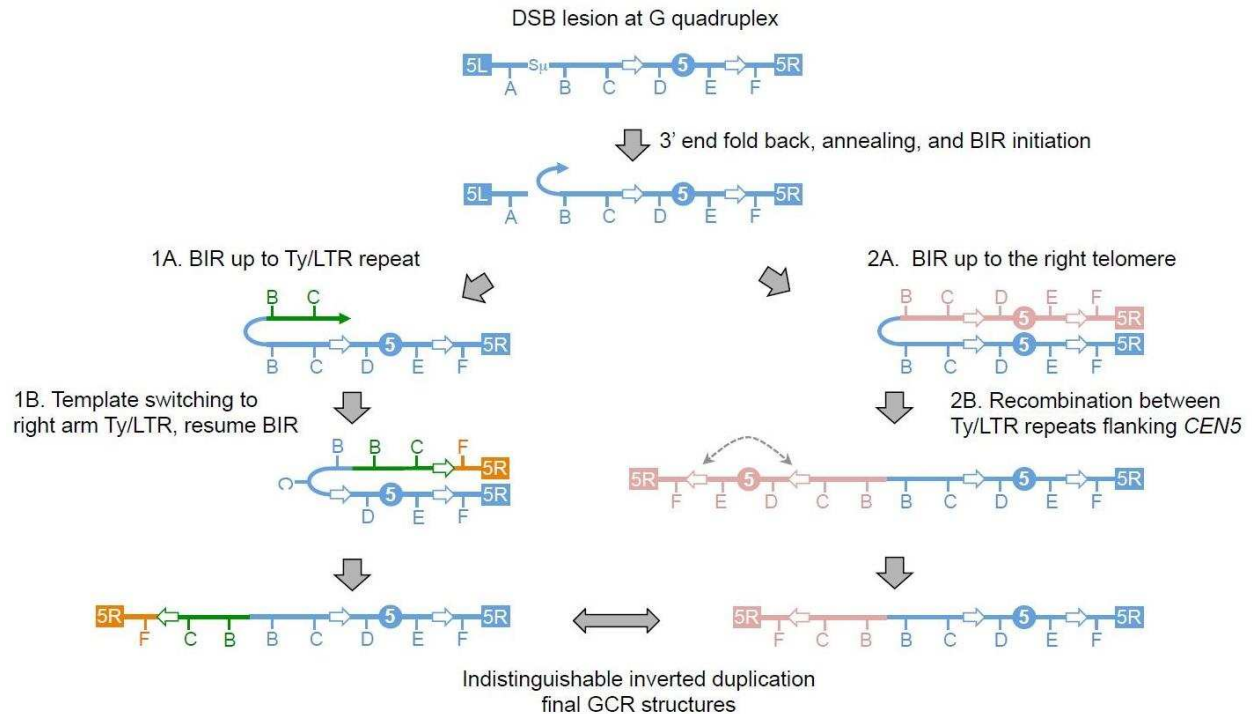 DSB lesion at G quadruplex
5L Sμ 5 5R
A B C D E F
3' end fold back, annealing, and BIR initiation
5L 5 5R
A B C D E F
1A. BIR up to Ty/LTR repeat
2A. BIR up to the right telomere
B C
5 5R
B C D E F
B C D E F
5 5R
5 5R
B C D E F
1B. Template switching to
right arm Ty/LTR, resume BIR
2B. Recombination between
Ty/LTR repeats flanking CEN5
B B C F
5R
C 5 5R
D E F
5R 5 5 5R
F E D C B B C D E F
5R 5 5R
F C B B C D E F
5R 5 5R
F C B B C D E F
Indistinguishable inverted duplication
final GCR structures